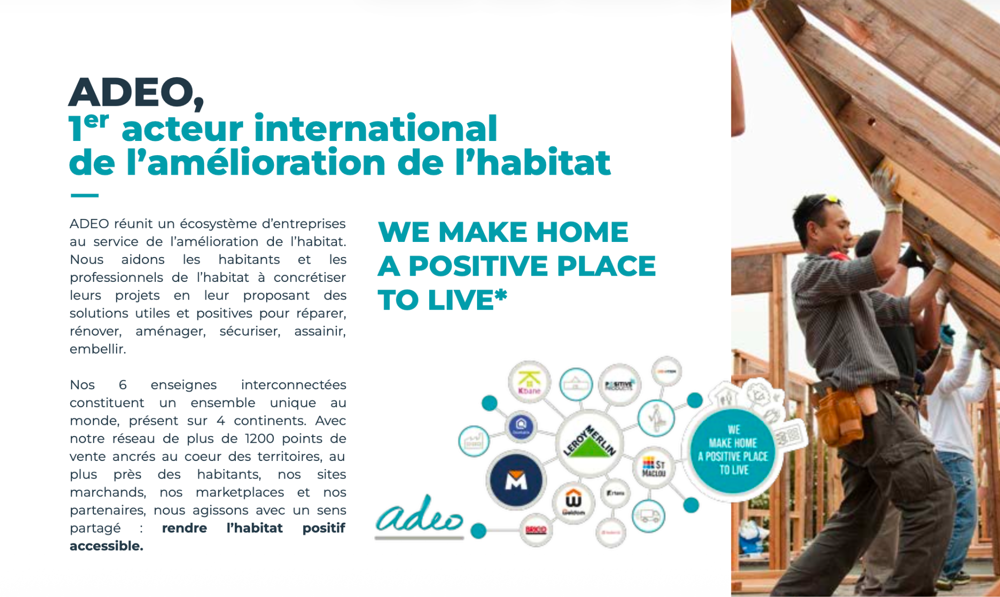 ADEO,
1er acteur international
de l’amélioration de l’habitat
ADEO réunit un écosystème d’entreprises
au service de l’amélioration de l’habitat.
Nous aidons les habitants et les
professionnels de l’habitat à concrétiser
leurs projets en leur proposant des
solutions utiles et positives pour réparer,
rénover, aménager, sécuriser, assainir,
embellir.
Nos 6 enseignes interconnectées
constituent un ensemble unique au
monde, présent sur 4 continents. Avec
notre réseau de plus de 1200 points de
vente ancrés au coeur des territoires, au
plus près des habitants, nos sites
marchands, nos marketplaces et nos
partenaires, nous agissons avec un sens
partagé : rendre l’habitat positif
accessible.
WE MAKE HOME
A POSITIVE PLACE
TO LIVE*
Kbane
POSITIVE
PRODUCTS
LEROY MERLIN
M
ST
MACLOU
Weldom
BRICO
adeo
WE
MAKE HOME
A POSITIVE PLACE
TO LIVE